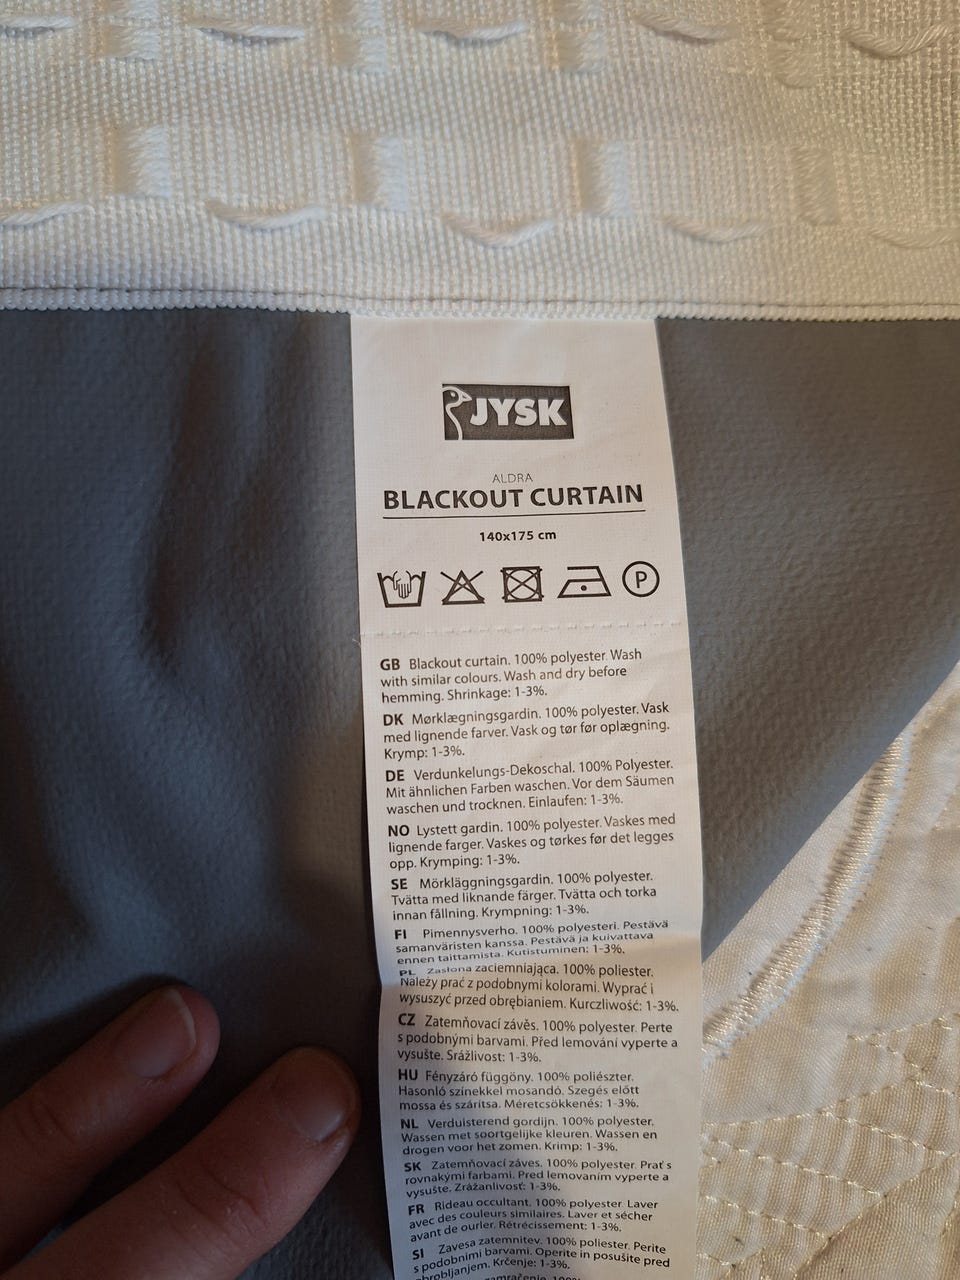 JYSK
ALDRA
BLACKOUT CURTAIN
140x175 cm
P
GB Blackout curtain. 100% polyester. Wash
with similar colours. Wash and dry before
hemming. Shrinkage: 1-3%.
DK Mørklægningsgardin. 100% polyester. Vask
med lignende farver. Vask og tør før oplægning.
Krymp: 1-3%.
DE Verdunkelungs-Dekoschal. 100% Polyester.
Mit ähnlichen Farben waschen. Vor dem Säumen
waschen und trocknen. Einlaufen: 1-3%.
NO Lystett gardin. 100% polyester. Vaskes med
lignende farger. Vaskes og tørkes før det legges
opp. Krymping: 1-3%.
SE Mörkläggningsgardin. 100% polyester.
Tvätta med liknande färger. Tvätta och torka
innan fållning. Krympning: 1-3%.
FI Pimennysverho. 100% polyesteri. Pestävä
samanväristen kanssa. Pestävä ja kuivattava
ennen taittamista. Kutistuminen: 1-3%.
PL Zasłona zaciemniająca. 100% poliester.
Należy prać z podobnymi kolorami. Wyprać i
wysuszyć przed obrębianiem. Kurczliwość: 1-3%.
CZ Zatemňovací závěs. 100% polyester. Perte
s podobnými barvami. Před lemování vyperte a
vysušte. Srážlivost: 1-3%.
HU Fényzáró függöny. 100% poliészter.
Hasonló színekkel mosandó. Szegés előtt
mossa és szárítsa. Méretcsökkenés: 1-3%.
NL Verduisterend gordijn. 100% polyester.
Wassen met soortgelijke kleuren. Wassen en
drogen voor het zomen. Krimp: 1-3%.
SK Zatemňovací záves. 100% polyester. Prať s
rovnakými farbami. Pred lemovaním vyperte a
vysušte. Zrážanlivosť: 1-3%.
FR Rideau occultant. 100% polyester. Laver
avec des couleurs similaires. Laver et sécher
avant de ourler. Rétrécissement: 1-3%.
SI Zavesa zatemnitev. 100% poliester. Perite
s podobnimi barvami. Operite in posušite pred
obrobljanjem. Krčenje: 1-3%.